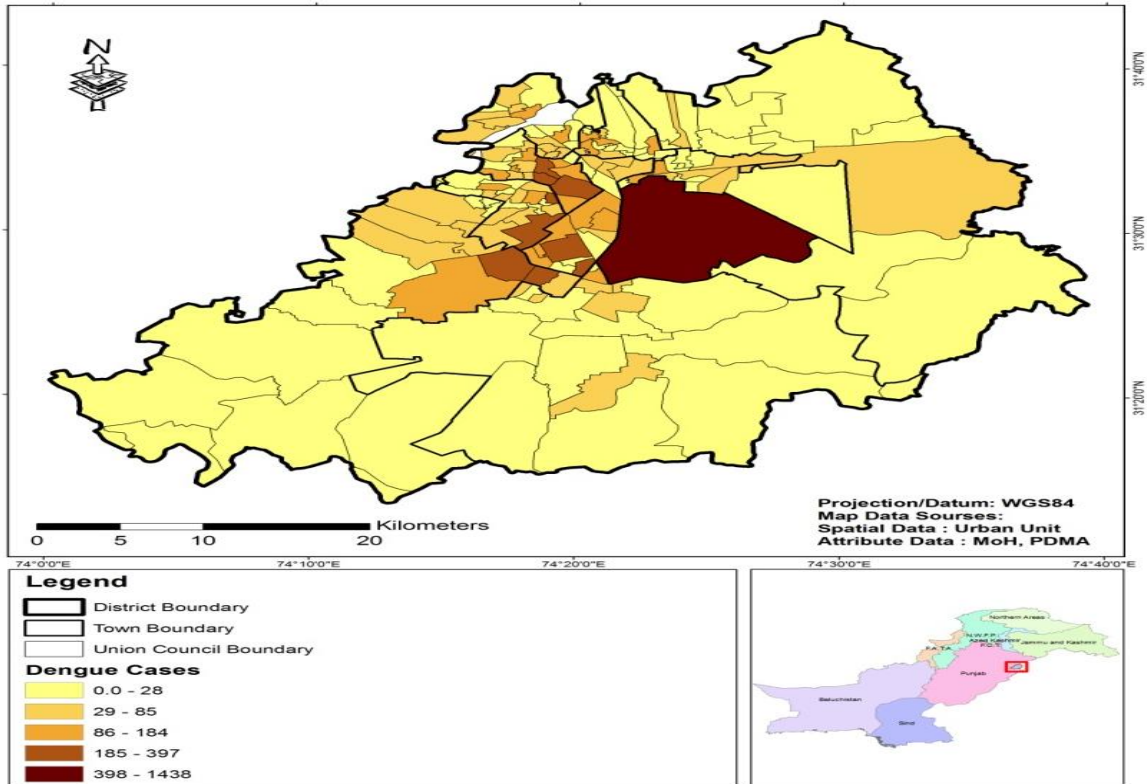 N
31°40'0"N
31°30'0"N
31°20'0"N
Projection/Datum: WGS84
Map Data Sourses:
Spatial Data : Urban Unit
Attribute Data : MoH, PDMA
Kilometers
0 5 10 20
74°0'0"E 74°10'0"E 74°20'0"E 74°30'0"E 74°40'0"E
Legend
District Boundary
Town Boundary
Union Council Boundary
Dengue Cases
0.0 - 28
29 - 85
86 - 184
185 - 397
398 - 1438
Northern Areas
N.W.F.P.
Azad Kashmir
Jammu and Kashmir
F.A.T.A.
Punjab
Baluchistan
Sind